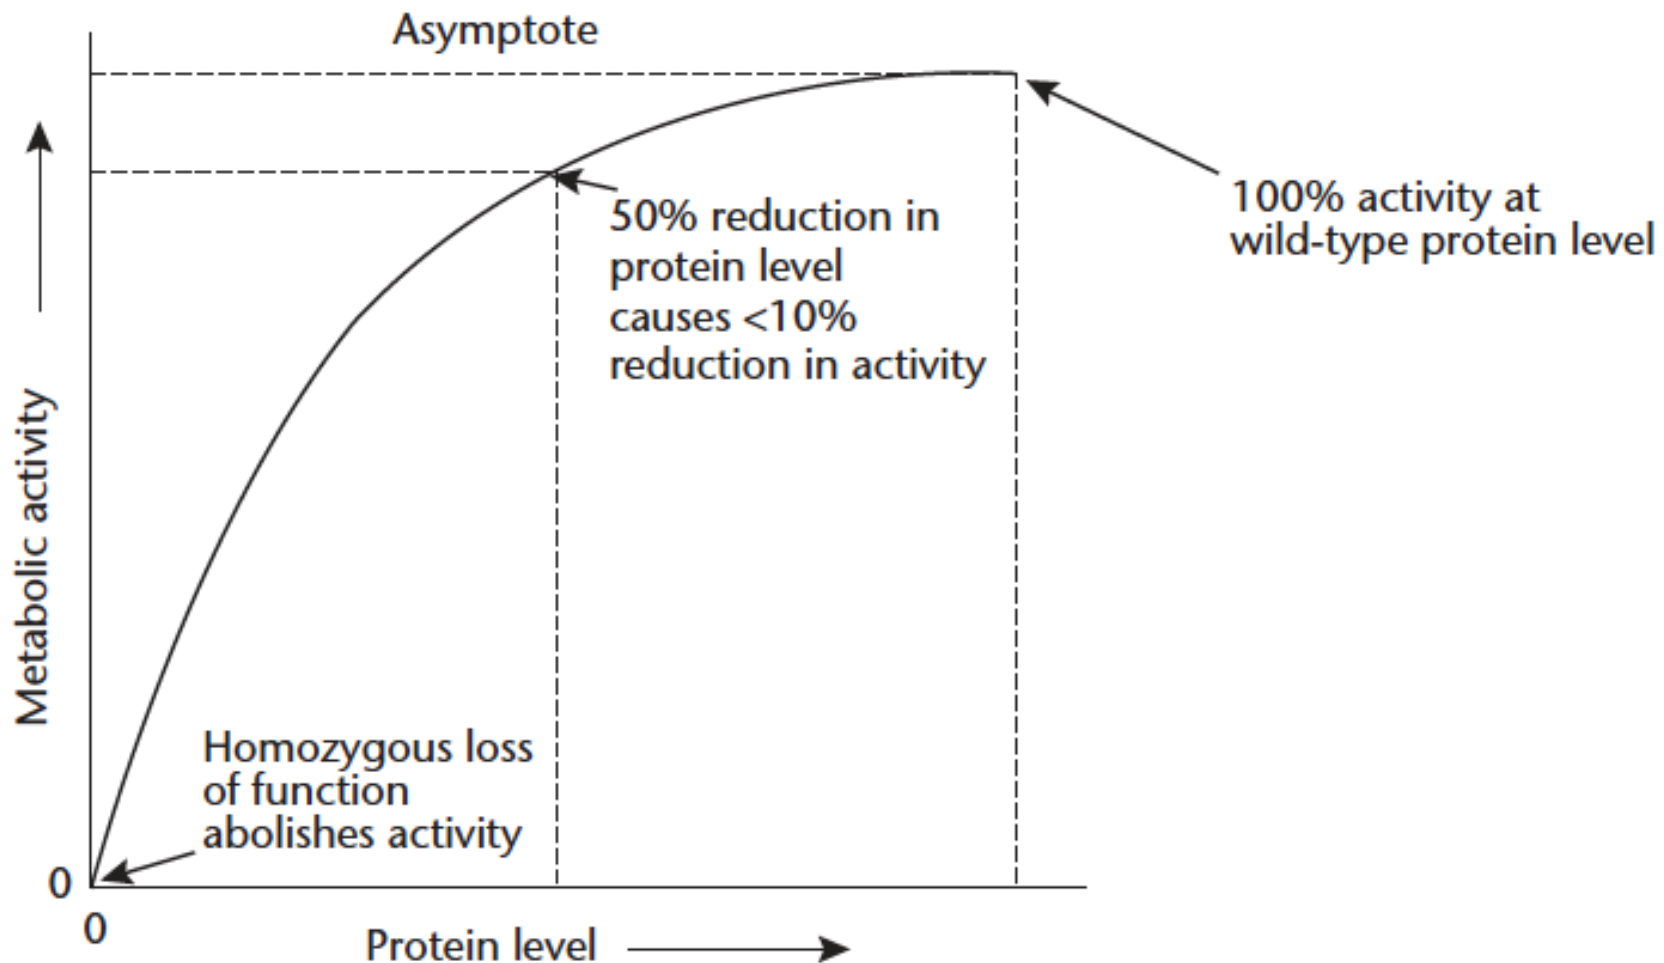 Asymptote
100% activity at
wild-type protein level
50% reduction in
protein level
causes <10%
reduction in activity
Metabolic activity
Homozygous loss
of function
abolishes activity
0
0
Protein level